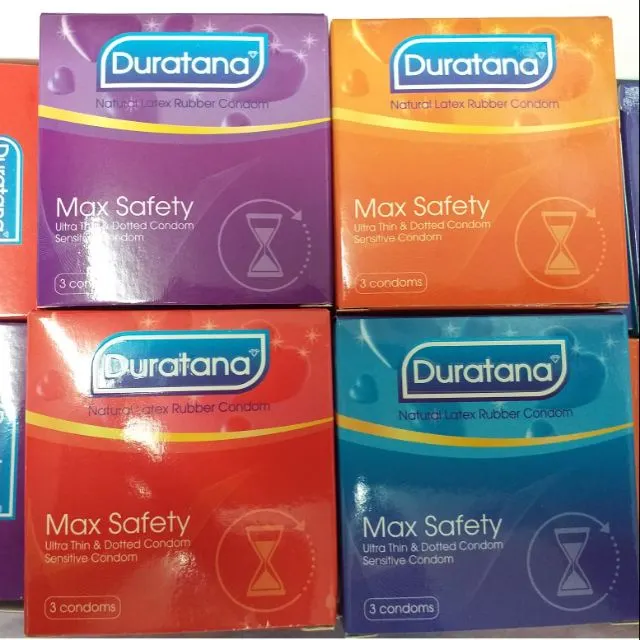 Duratana
Natural Latex Rubber Condom
Max Safety
Ultra Thin & Dotted Condom
Sensitive Condom
3 condoms
Duratana
Natural Latex Rubber Condom
Max Safety
Ultra Thin & Dotted Condom
Sensitive Condom
3 condoms
Duratana
Duratana
Natural Latex Rubber Condom
Max Safety
Ultra Thin & Dotted Condom
Sensitive Condom
3 condoms
Duratana
Natural Latex Rubber Condom
Max Safety
Ultra Thin & Dotted Condom
Sensitive Condom
3 condoms